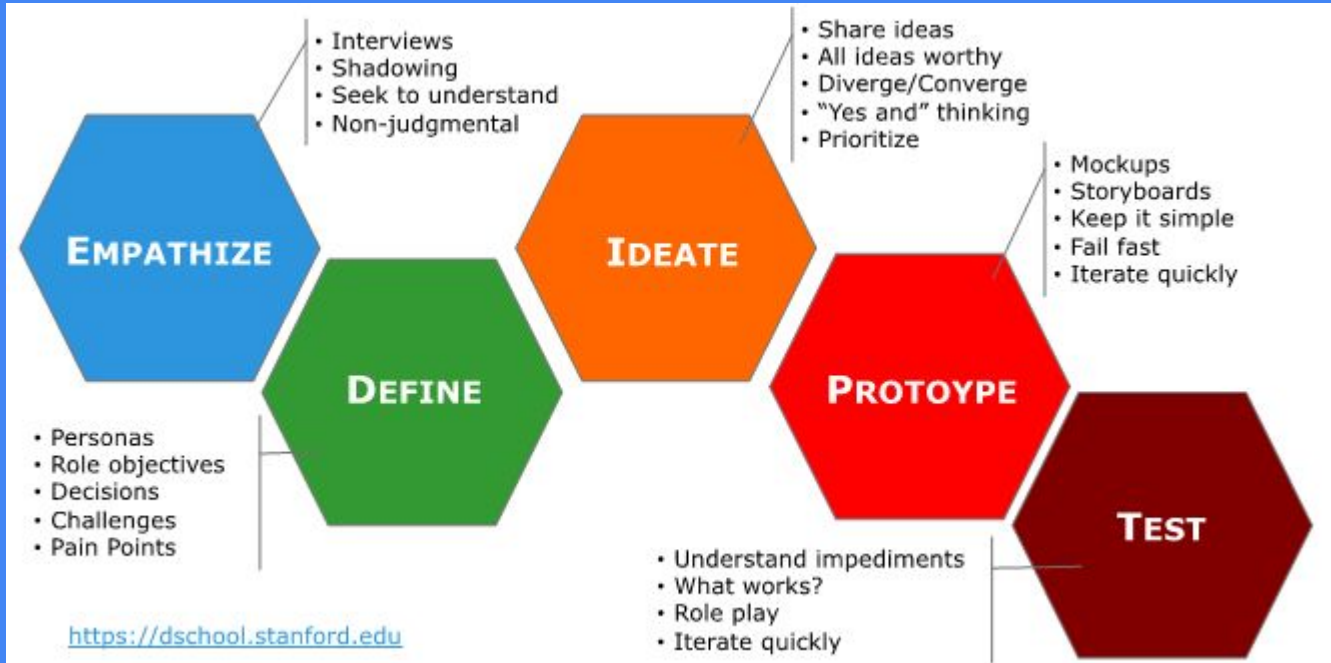 EMPATHIZE
• Interviews
• Shadowing
• Seek to understand
• Non-judgmental
DEFINE
• Personas
• Role objectives
• Decisions
• Challenges
• Pain Points
IDEATE
• Share ideas
• All ideas worthy
• Diverge/Converge
• “Yes and” thinking
• Prioritize
PROTOYPE
• Mockups
• Storyboards
• Keep it simple
• Fail fast
• Iterate quickly
TEST
• Understand impediments
• What works?
• Role play
• Iterate quickly
https://dschool.stanford.edu